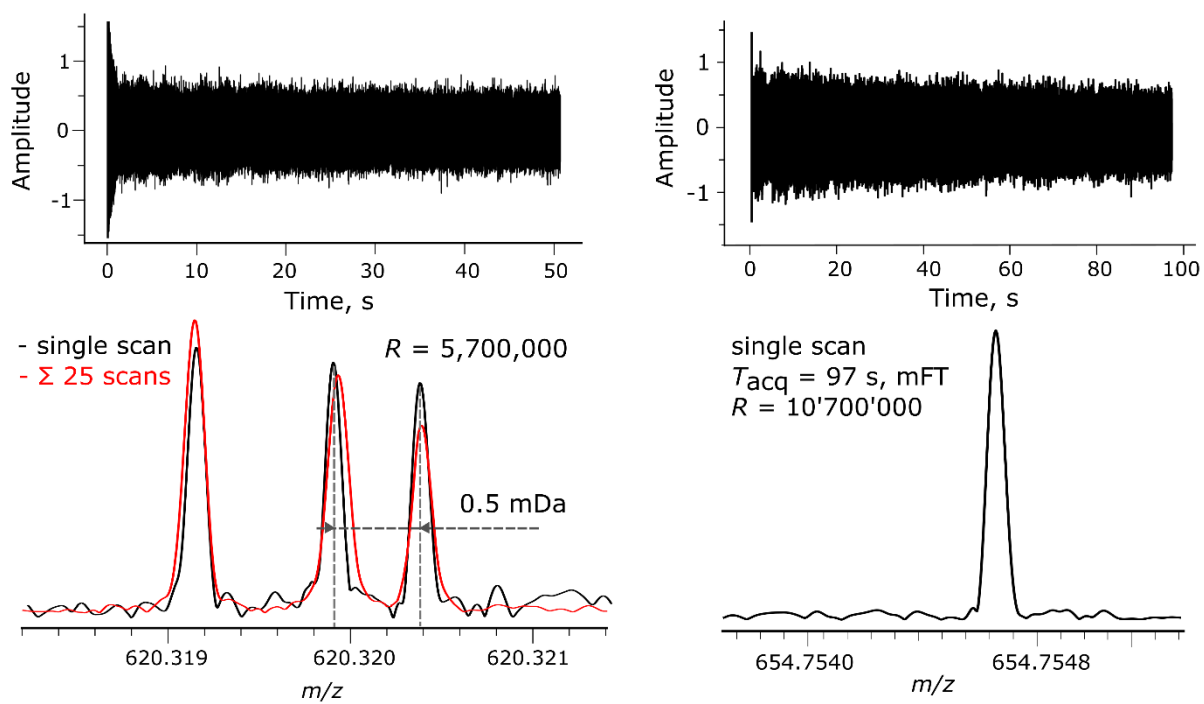 Amplitude
1
0
-1
0
10
20
30
40
50
Time, s
Amplitude
1
0
-1
0
20
40
60
80
100
Time, s
- single scan
- Σ 25 scans
R = 5,700,000
0.5 mDa
620.319
620.320
620.321
m/z
single scan
Tacq = 97 s, mFT
R = 10'700'000
654.7540
654.7548
m/z